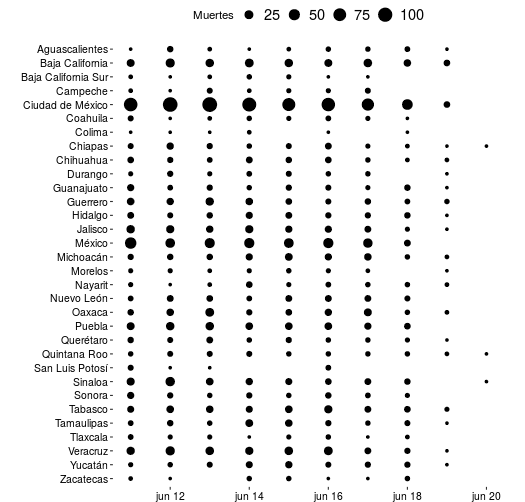 Muertes 25 50 75 100
Aguascalientes
Baja California
Baja California Sur
Campeche
Ciudad de México
Coahuila
Colima
Chiapas
Chihuahua
Durango
Guanajuato
Guerrero
Hidalgo
Jalisco
México
Michoacán
Morelos
Nayarit
Nuevo León
Oaxaca
Puebla
Querétaro
Quintana Roo
San Luis Potosí
Sinaloa
Sonora
Tabasco
Tamaulipas
Tlaxcala
Veracruz
Yucatán
Zacatecas
jun 12 jun 14 jun 16 jun 18 jun 20